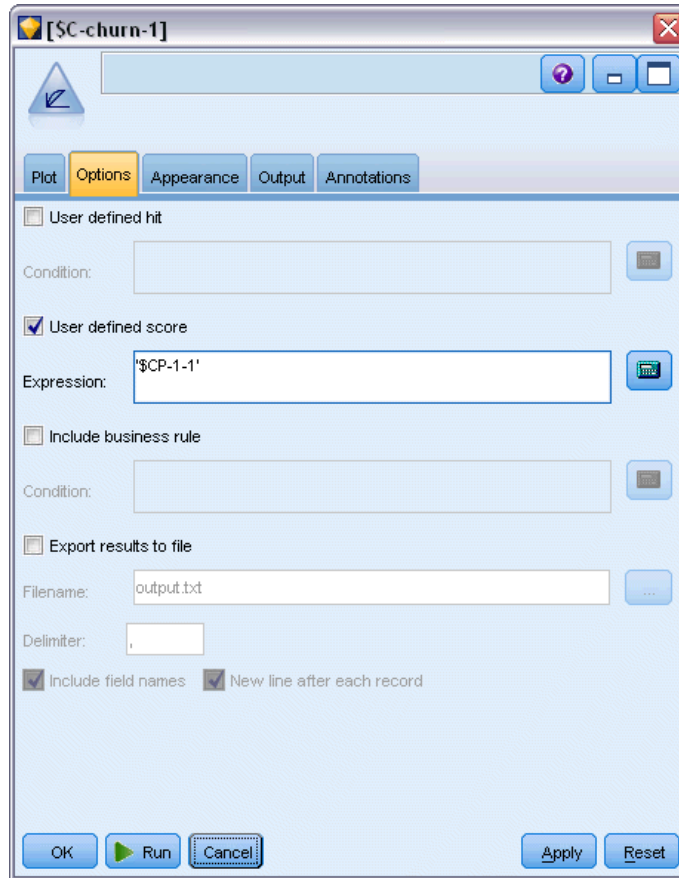 [$C-churn-1]
Plot Options Appearance Output Annotations
User defined hit
Condition:
User defined score
Expression: '$CP-1-1'
Include business rule
Condition:
Export results to file
Filename: output.txt ...
Delimiter: ,
Include field names New line after each record
OK Run Cancel Apply Reset